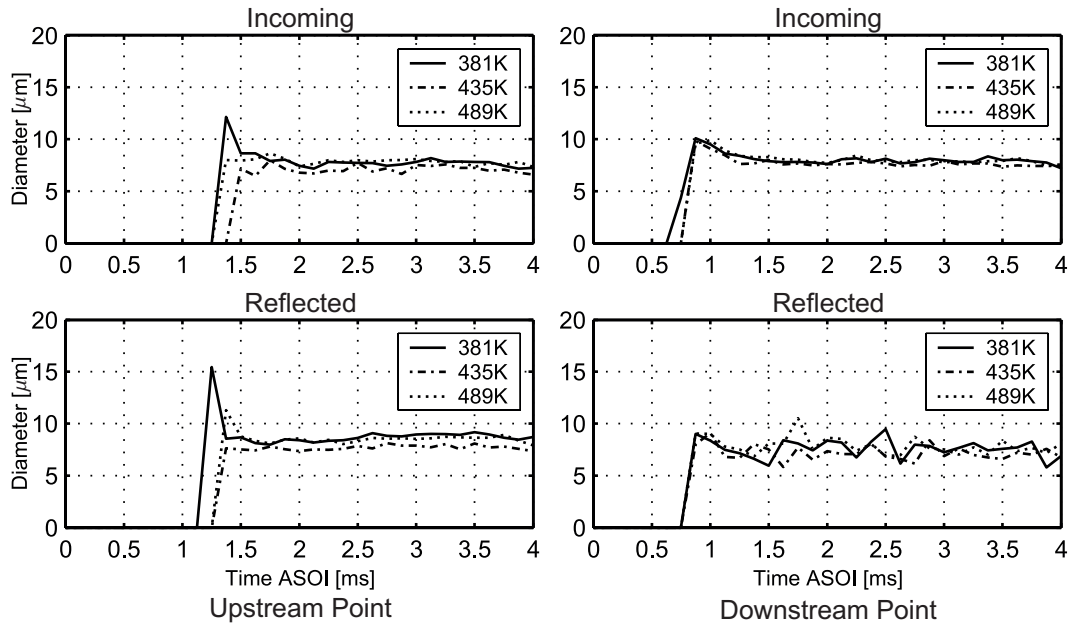 Incoming
Incoming
20
15
10
5
0
Diameter [μm]
381K
435K
489K
0 0.5 1 1.5 2 2.5 3 3.5 4
20
15
10
5
0
Diameter [μm]
381K
435K
489K
0 0.5 1 1.5 2 2.5 3 3.5 4
Reflected
Reflected
20
15
10
5
0
Diameter [μm]
381K
435K
489K
0 0.5 1 1.5 2 2.5 3 3.5 4
Time ASOI [ms]
Upstream Point
20
15
10
5
0
Diameter [μm]
381K
435K
489K
0 0.5 1 1.5 2 2.5 3 3.5 4
Time ASOI [ms]
Downstream Point